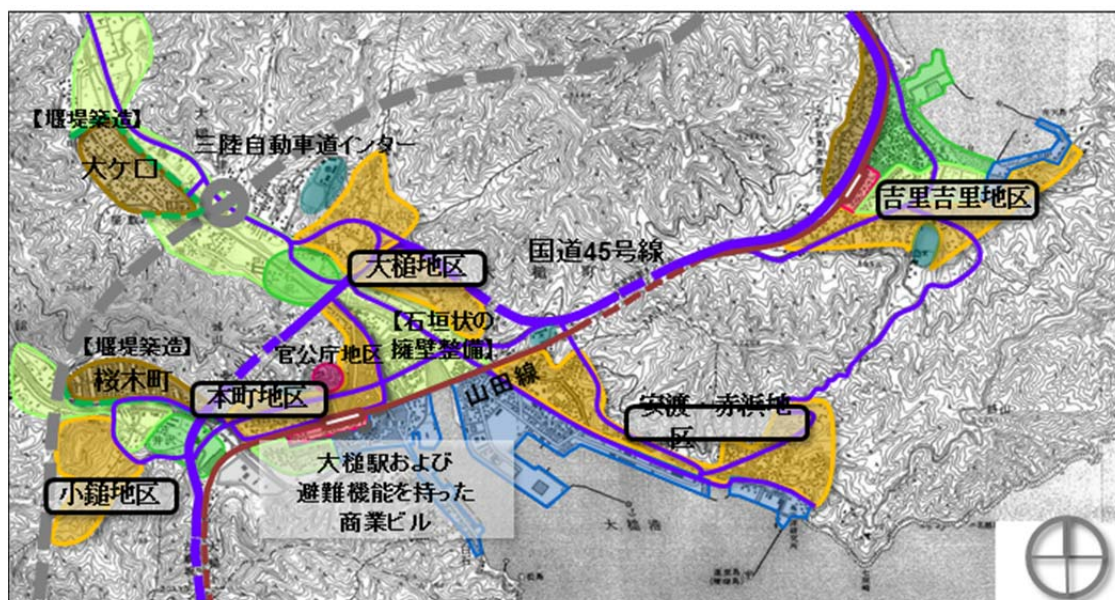 【堰堤築造】
大ケ口
三陸自動車道インター
吉里吉里地区
国道45号線
大槌地区
【石垣状の
擁壁整備】
官公庁地区
【堰堤築造】
桜木町
本町地区
山田線
安渡・赤浜地
区
小鎚地区
大槌駅および
避難機能を持った
商業ビル
大槌港